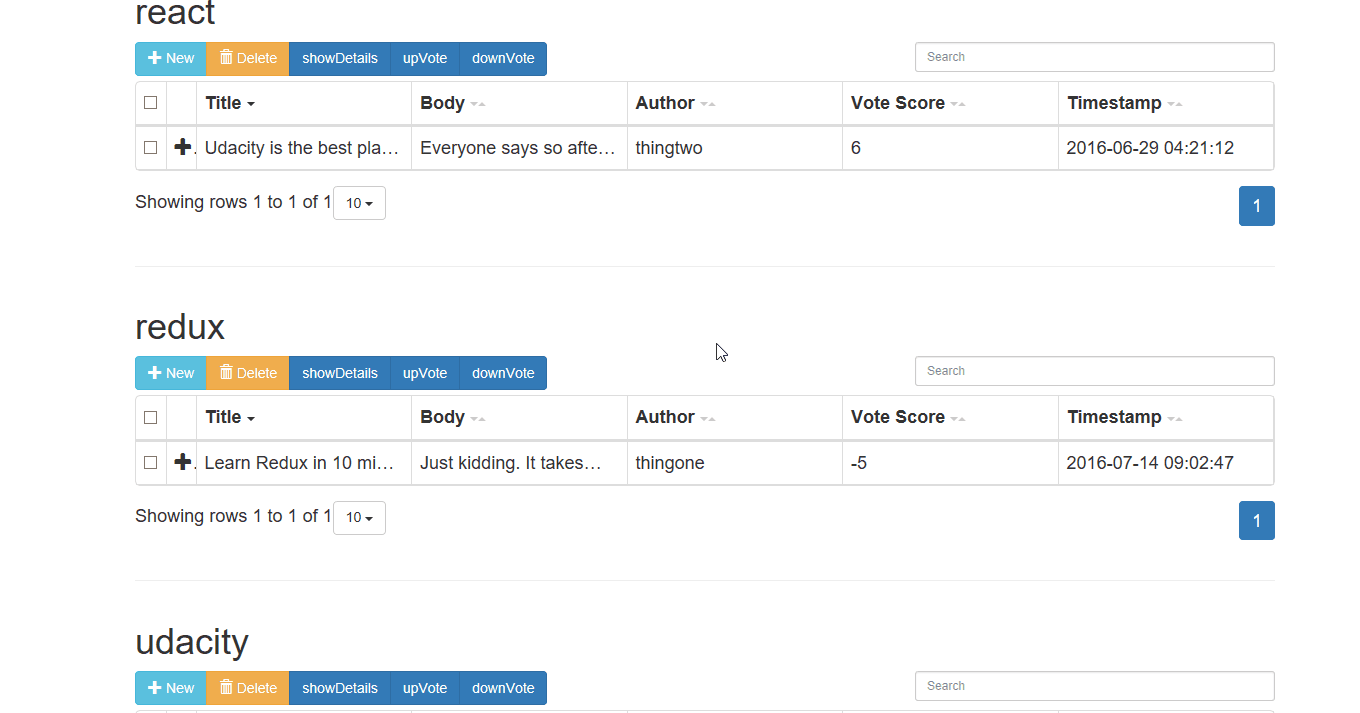 react
New Delete showDetails upVote downVote Search
Title Body Author Vote Score Timestamp
Udacity is the best pla… Everyone says so afte… thingtwo 6 2016-06-29 04:21:12
Showing rows 1 to 1 of 1 10 1
redux
New Delete showDetails upVote downVote Search
Title Body Author Vote Score Timestamp
Learn Redux in 10 mi… Just kidding. It takes… thingone -5 2016-07-14 09:02:47
Showing rows 1 to 1 of 1 10 1
udacity
New Delete showDetails upVote downVote Search